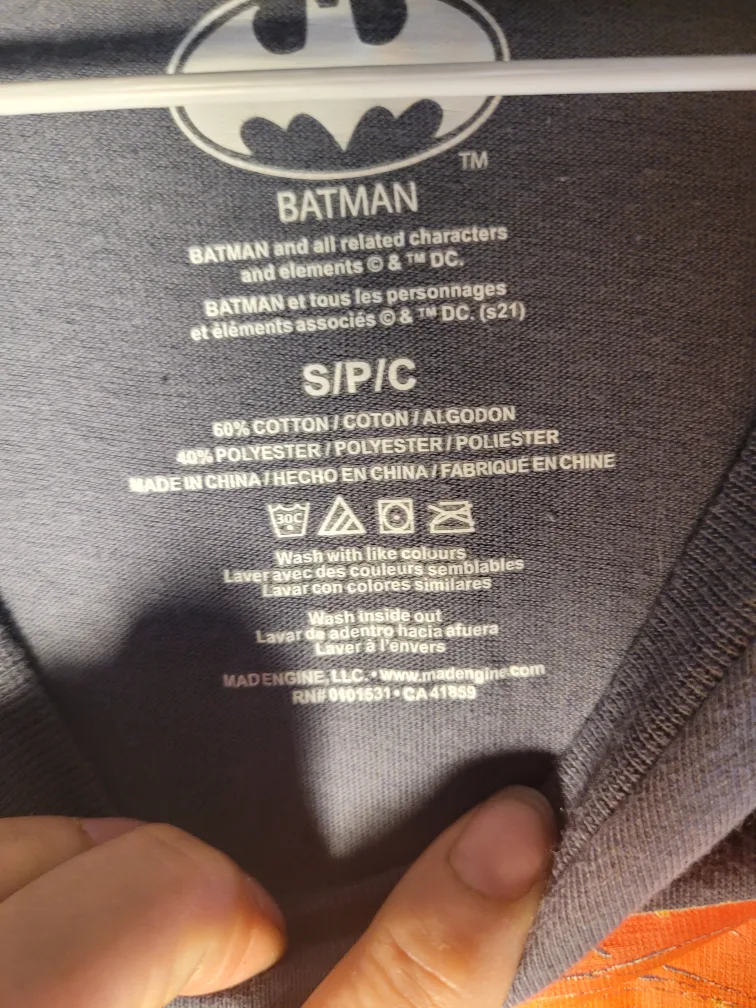 TM
BATMAN
BATMAN and all related characters
and elements © & ™ DC.
BATMAN et tous les personnages
et éléments associés © & ™ DC. (s21)
S/P/C
60% COTTON / COTON / ALGODON
40% POLYESTER / POLYESTER / POLIESTER
MADE IN CHINA / HECHO EN CHINA / FABRIQUÉ EN CHINE
30C
Wash with like colours
Laver avec des couleurs semblables
Lavar con colores similares
Wash inside out
Lavar de adentro hacia afuera
Laver à l'envers
MAD ENGINE, LLC. • www.madengine.com
RN# 0101531 • CA 41859